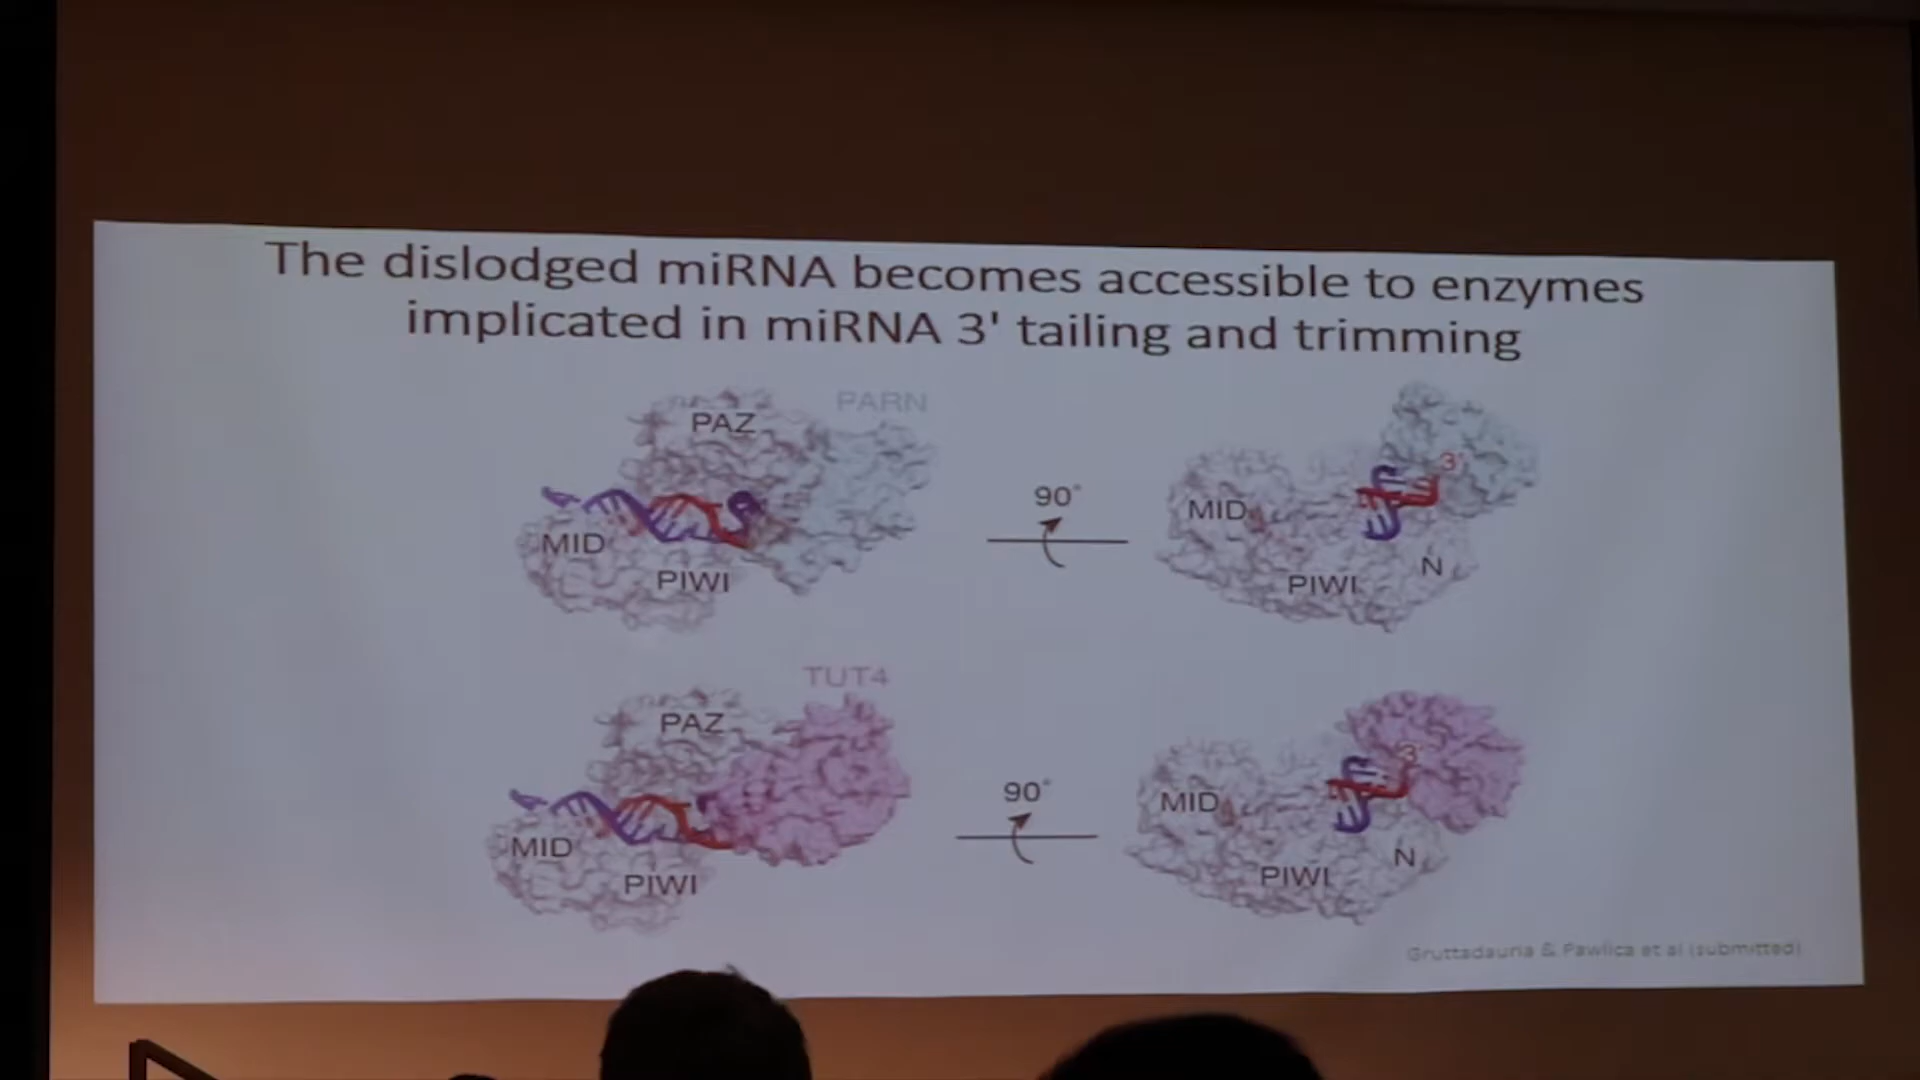 The dislodged miRNA becomes accessible to enzymes
implicated in miRNA 3' tailing and trimming
PAZ
PARN
MID
PIWI
90°
MID
3'
PIWI
N
TUT4
PAZ
MID
PIWI
90°
MID
3'
PIWI
N
Gruttadauria & Pawlica et al (submitted)